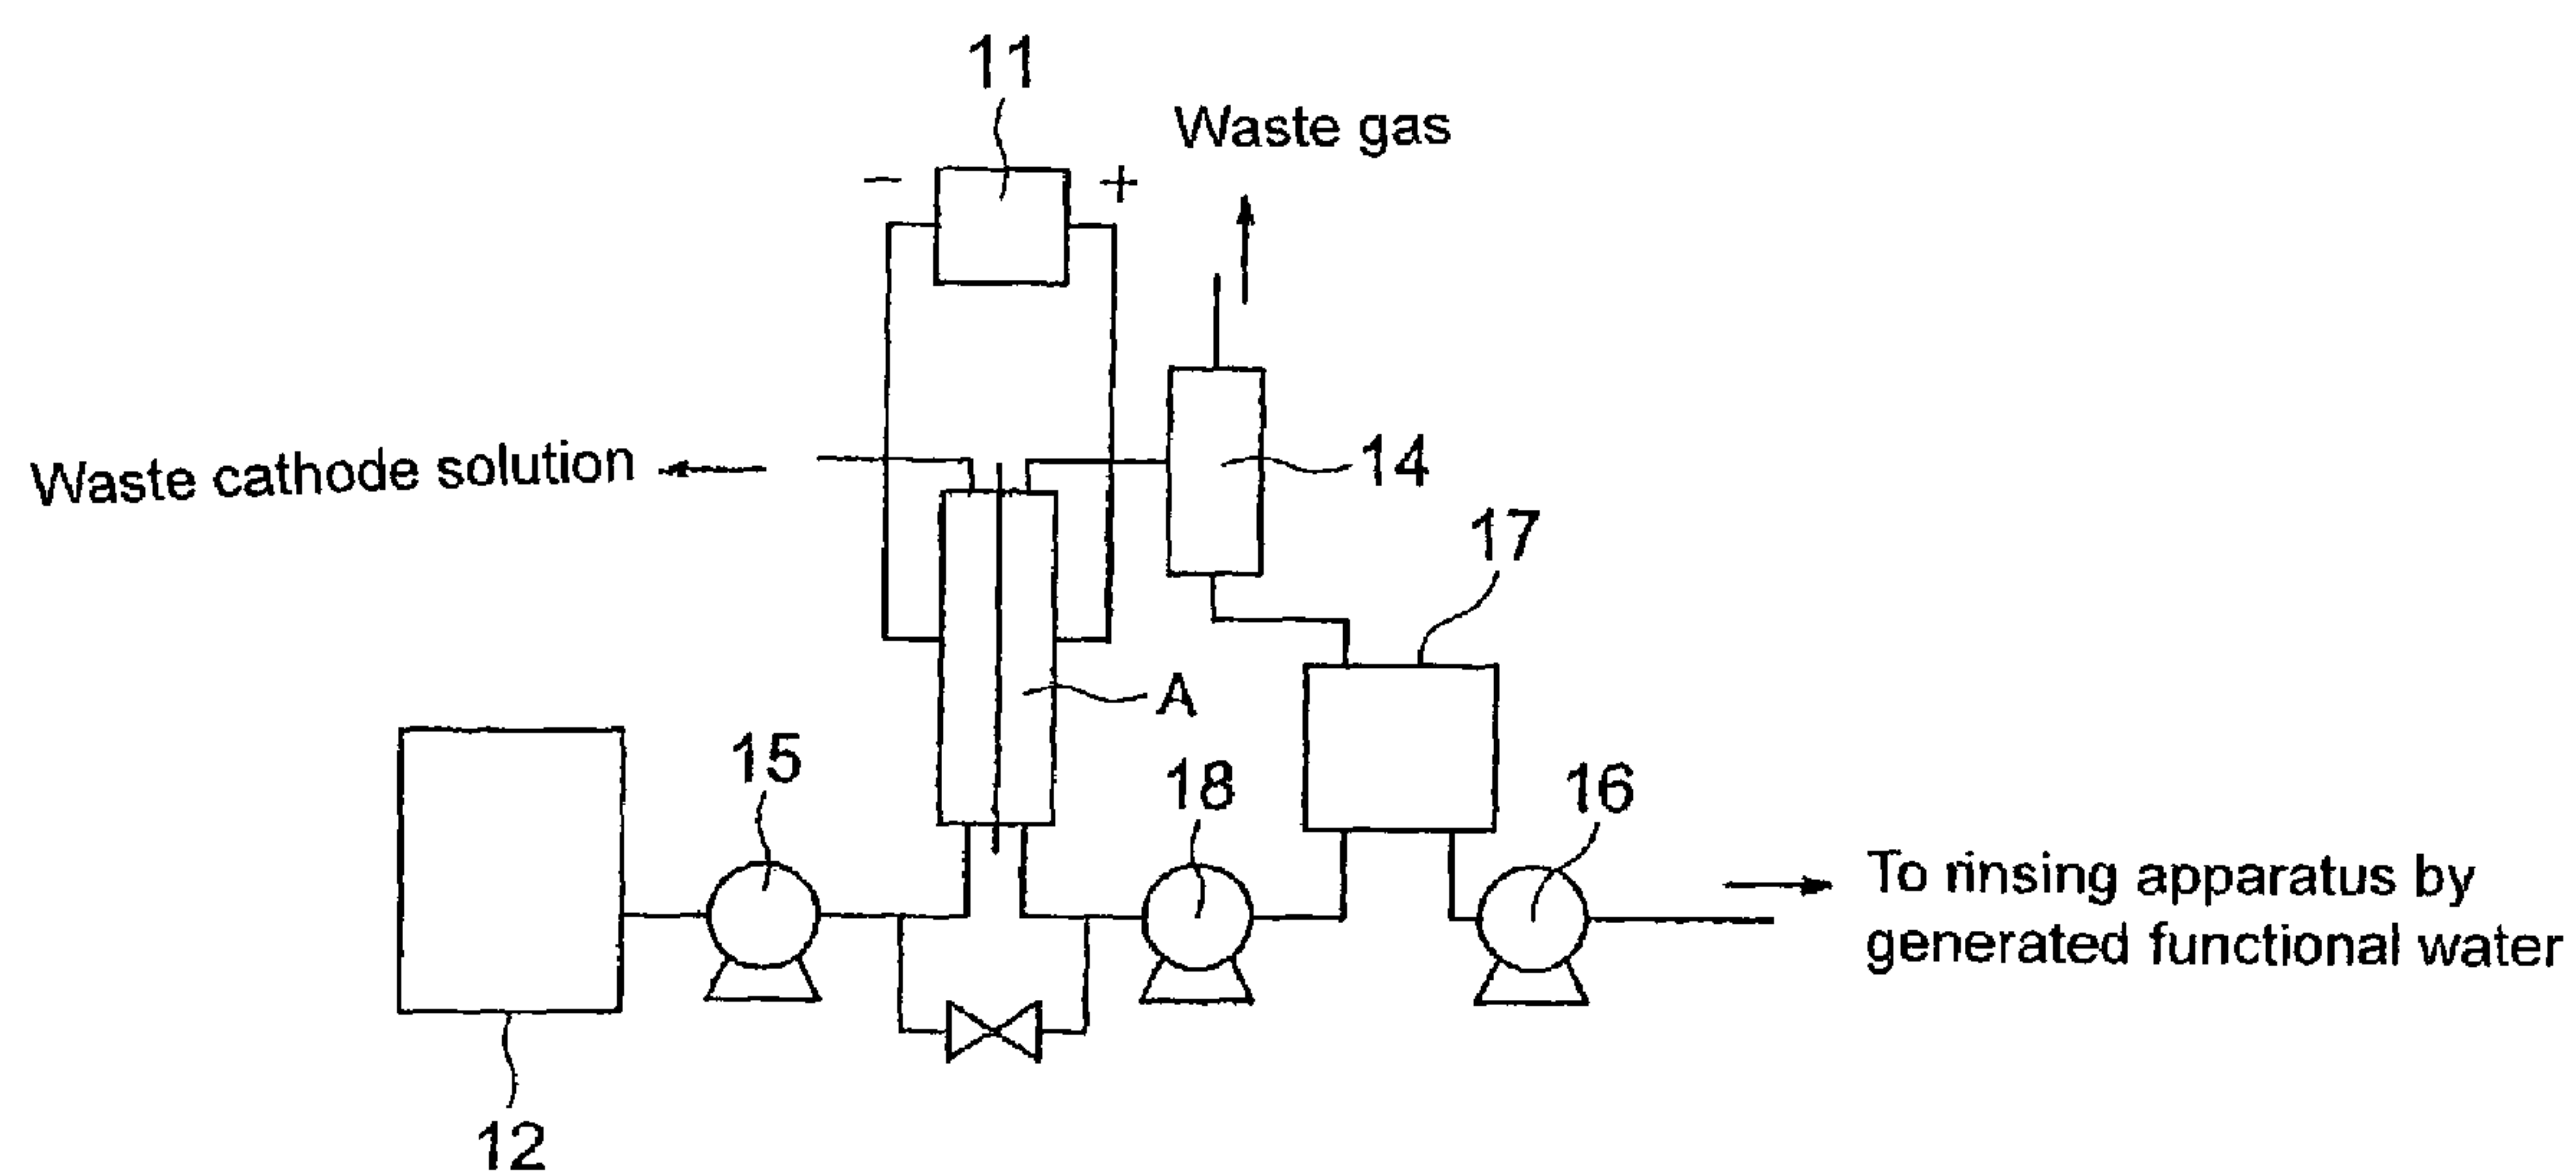 11
Waste gas
− +
Waste cathode solution
14
17
A
15
18
16
To rinsing apparatus by
generated functional water
12